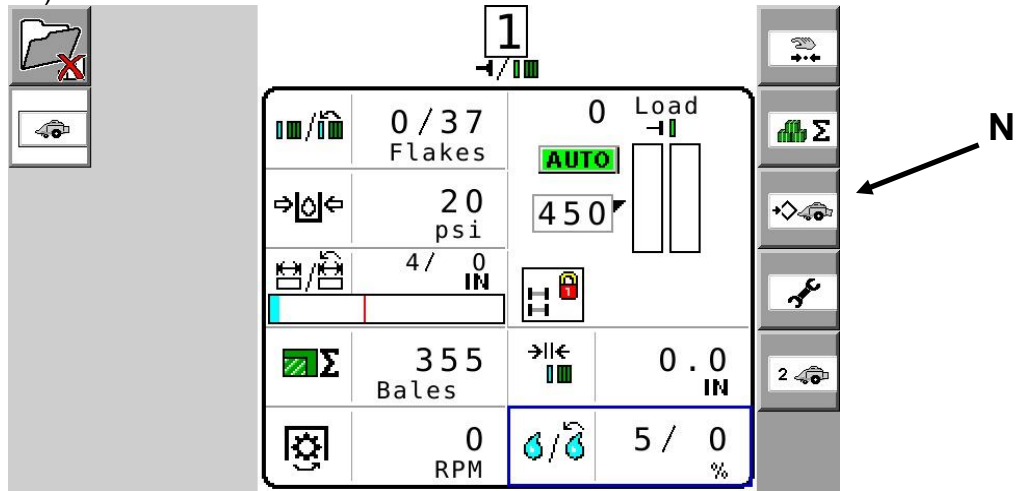 )
1
0/37
Flakes
0 Load
AUTO
20
psi
450
4/ 0
IN
1
355
Bales
0.0
IN
0
RPM
5/ 0
%
Σ
Σ
2
N